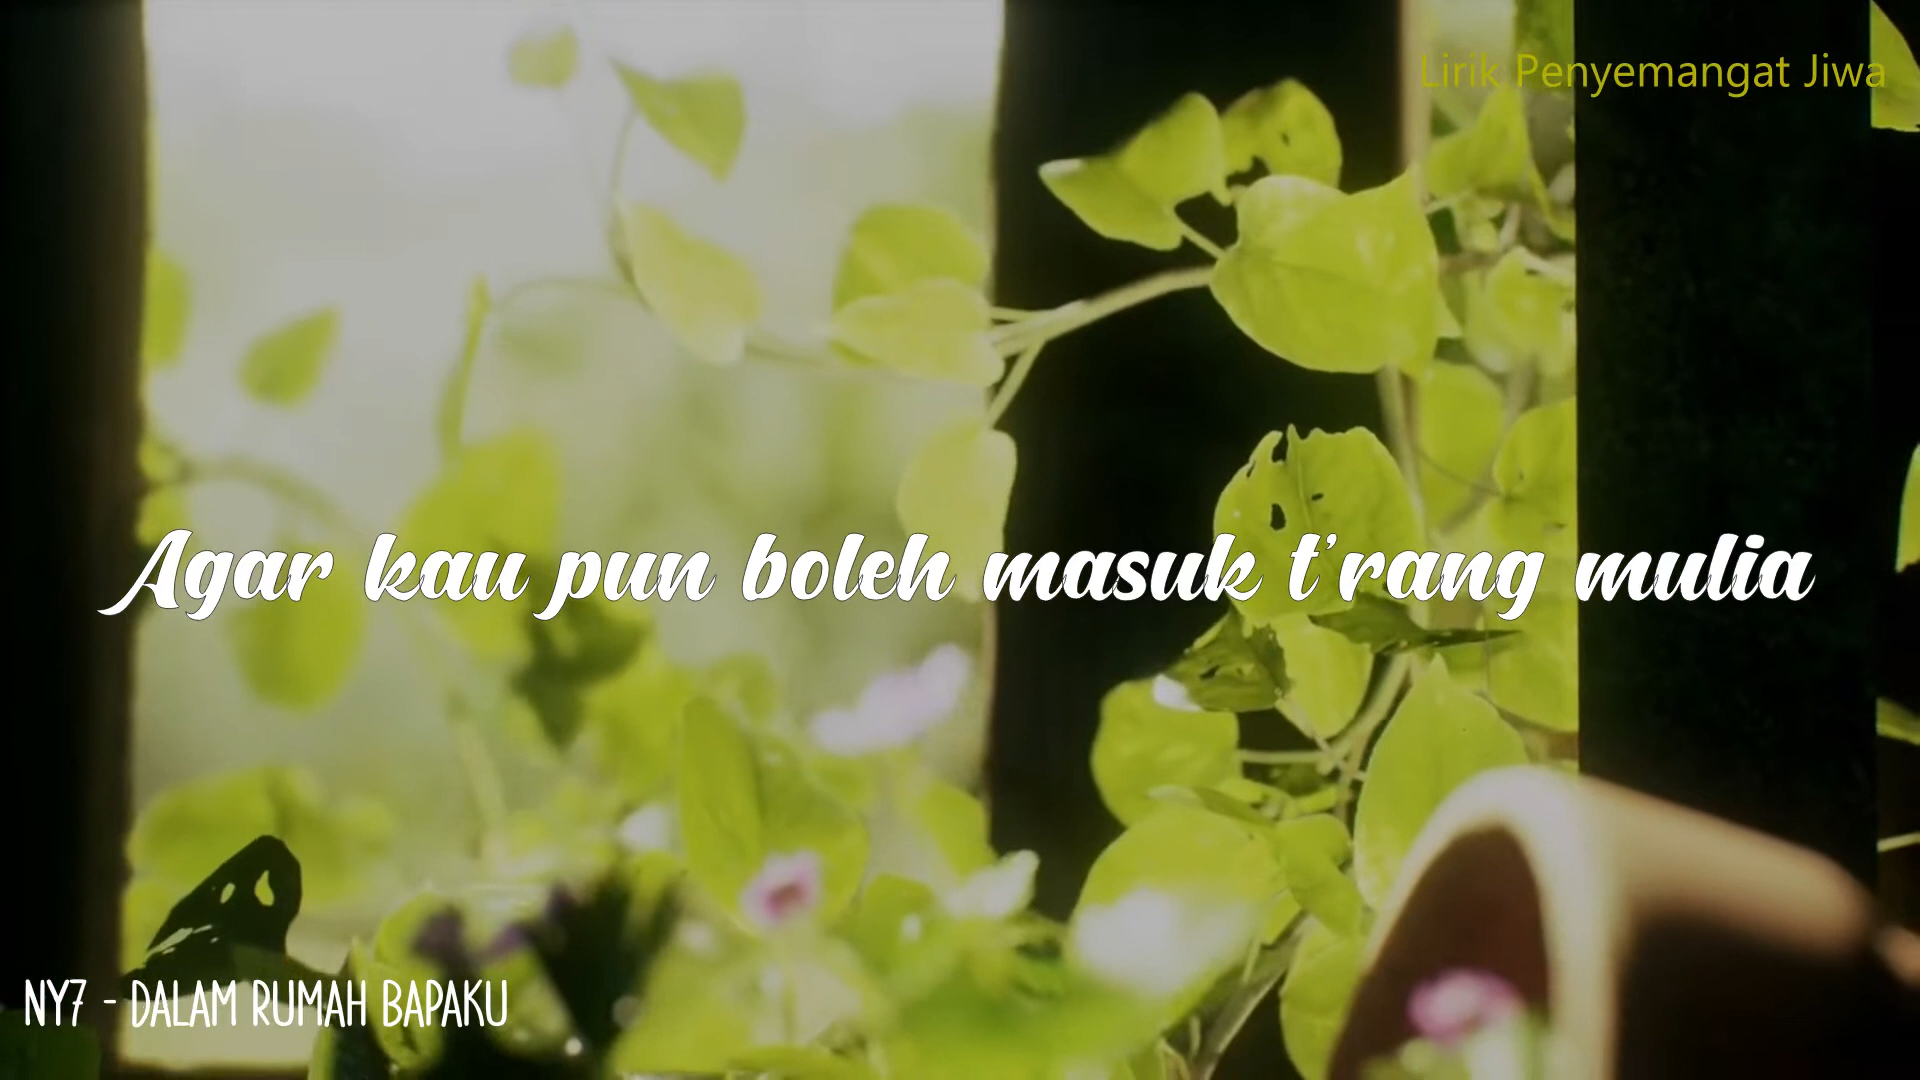 Lirik Penyemangat Jiwa
Agar kau pun boleh masuk t'rang mulia
NY7 - DALAM RUMAH BAPAKU